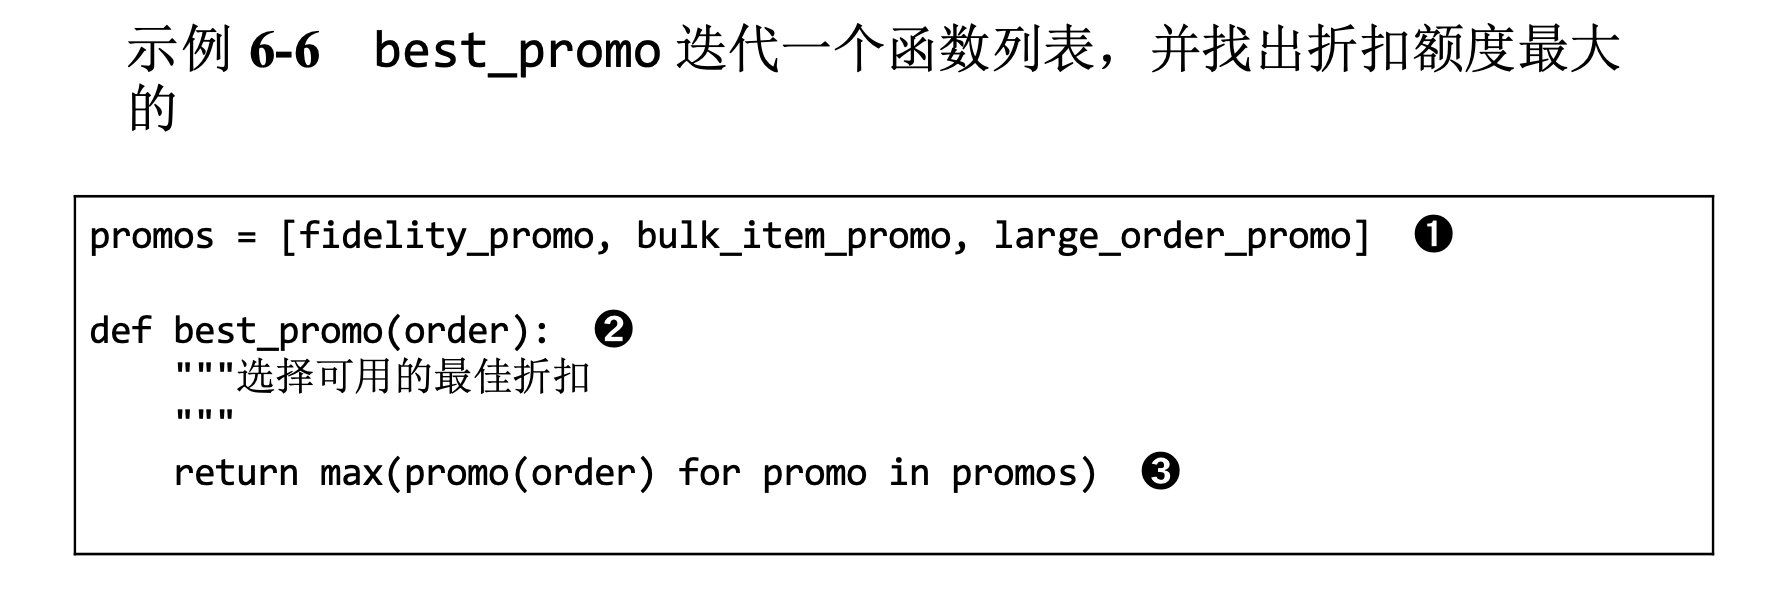 示例 6-6 best_promo 迭代一个函数列表，并找出折扣额度最大
的
promos = [fidelity_promo, bulk_item_promo, large_order_promo] ❶
def best_promo(order): ❷
    """选择可用的最佳折扣
    """
    return max(promo(order) for promo in promos) ❸